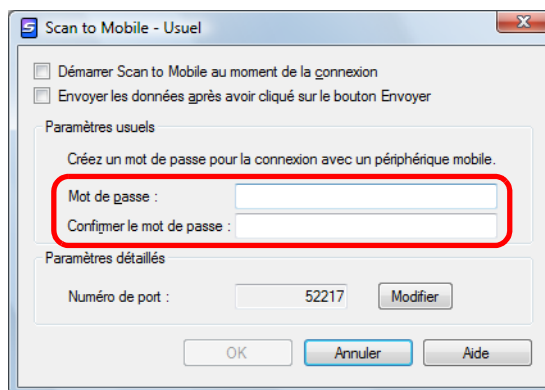 Scan to Mobile - Usuel
Démarrer Scan to Mobile au moment de la connexion
Envoyer les données après avoir cliqué sur le bouton Envoyer
Paramètres usuels
Créez un mot de passe pour la connexion avec un périphérique mobile.
Mot de passe :
Confirmer le mot de passe :
Paramètres détaillés
Numéro de port : 52217 Modifier
OK Annuler Aide